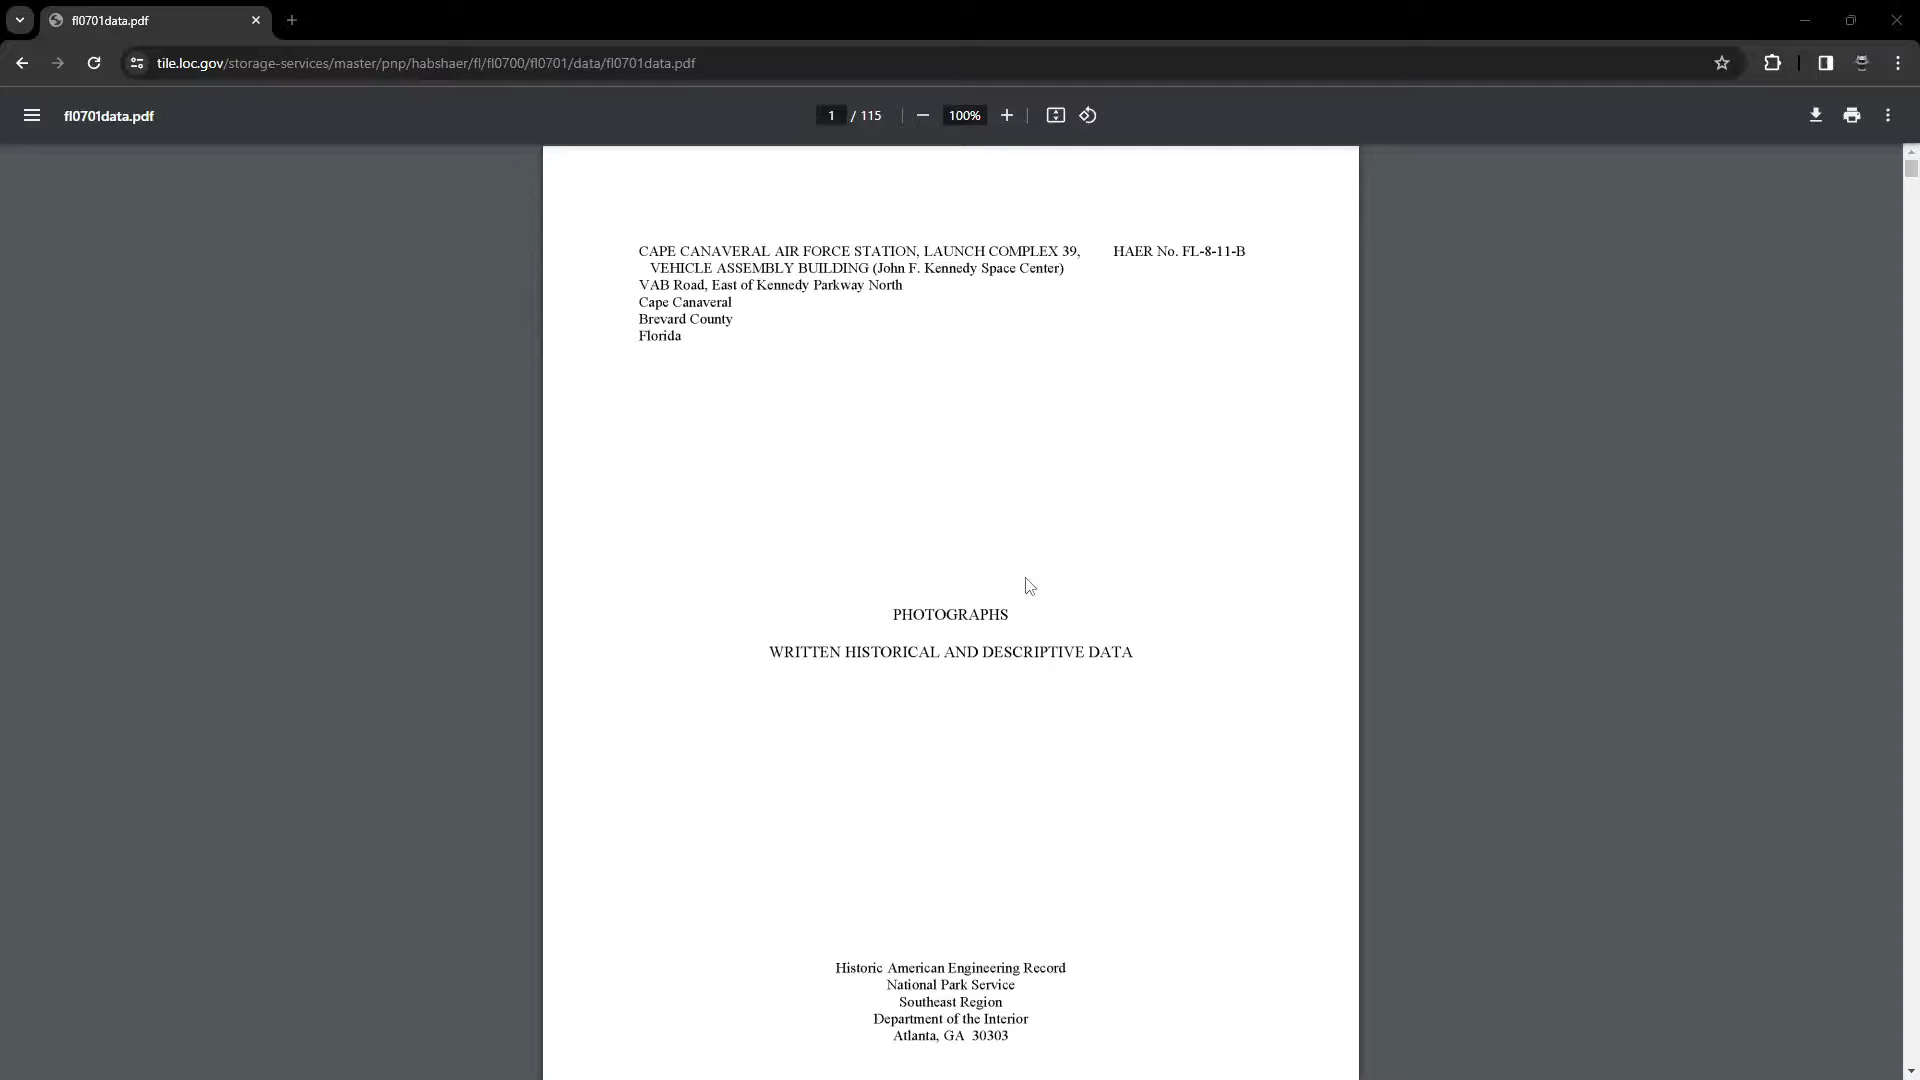 fl0701data.pdf
tile.loc.gov/storage-services/master/pnp/habshaer/fl/fl0700/fl0701/data/fl0701data.pdf
fl0701data.pdf
1 / 115
100%
CAPE CANAVERAL AIR FORCE STATION, LAUNCH COMPLEX 39, HAER No. FL-8-11-B
VEHICLE ASSEMBLY BUILDING (John F. Kennedy Space Center)
VAB Road, East of Kennedy Parkway North
Cape Canaveral
Brevard County
Florida
PHOTOGRAPHS
WRITTEN HISTORICAL AND DESCRIPTIVE DATA
Historic American Engineering Record
National Park Service
Southeast Region
Department of the Interior
Atlanta, GA 30303